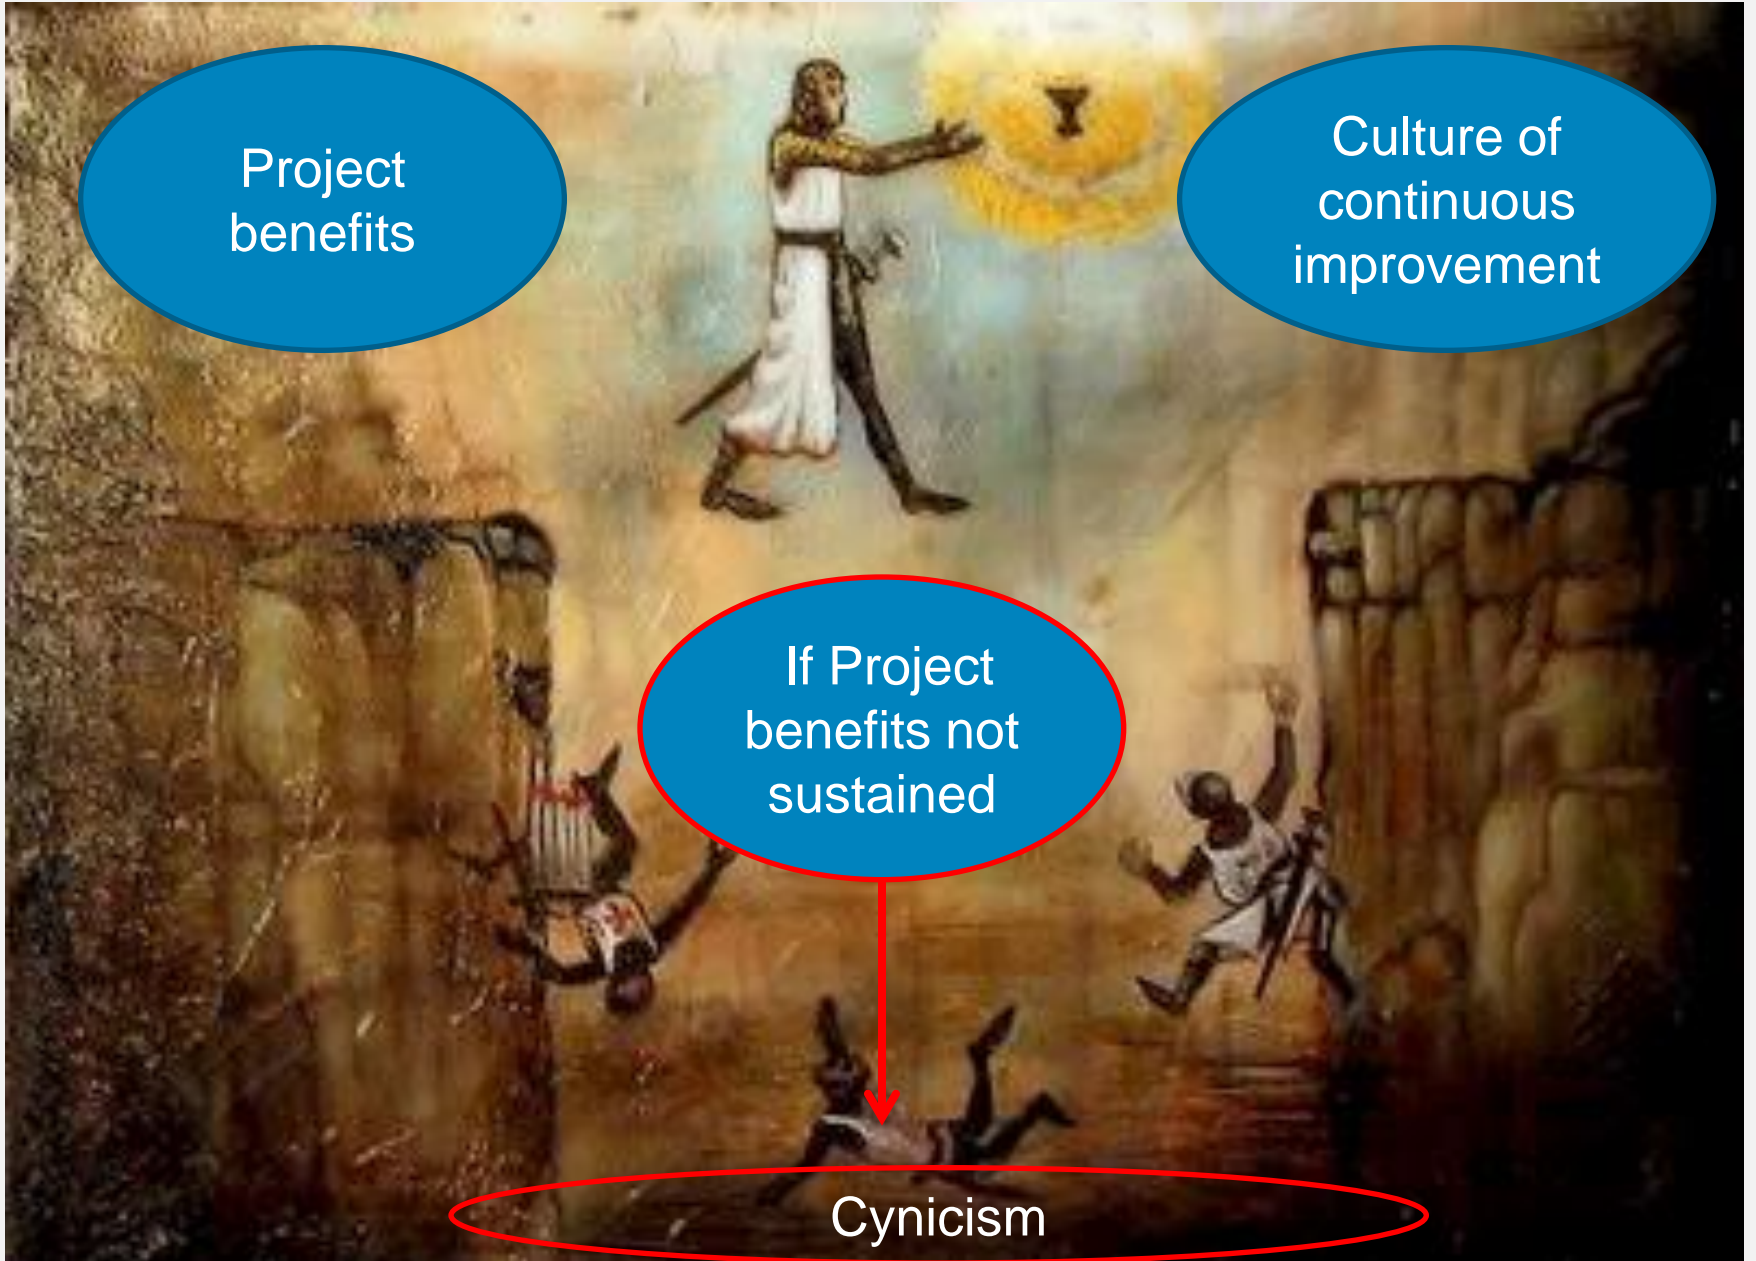 Project
benefits
Culture of
continuous
improvement
If Project
benefits not
sustained
Cynicism